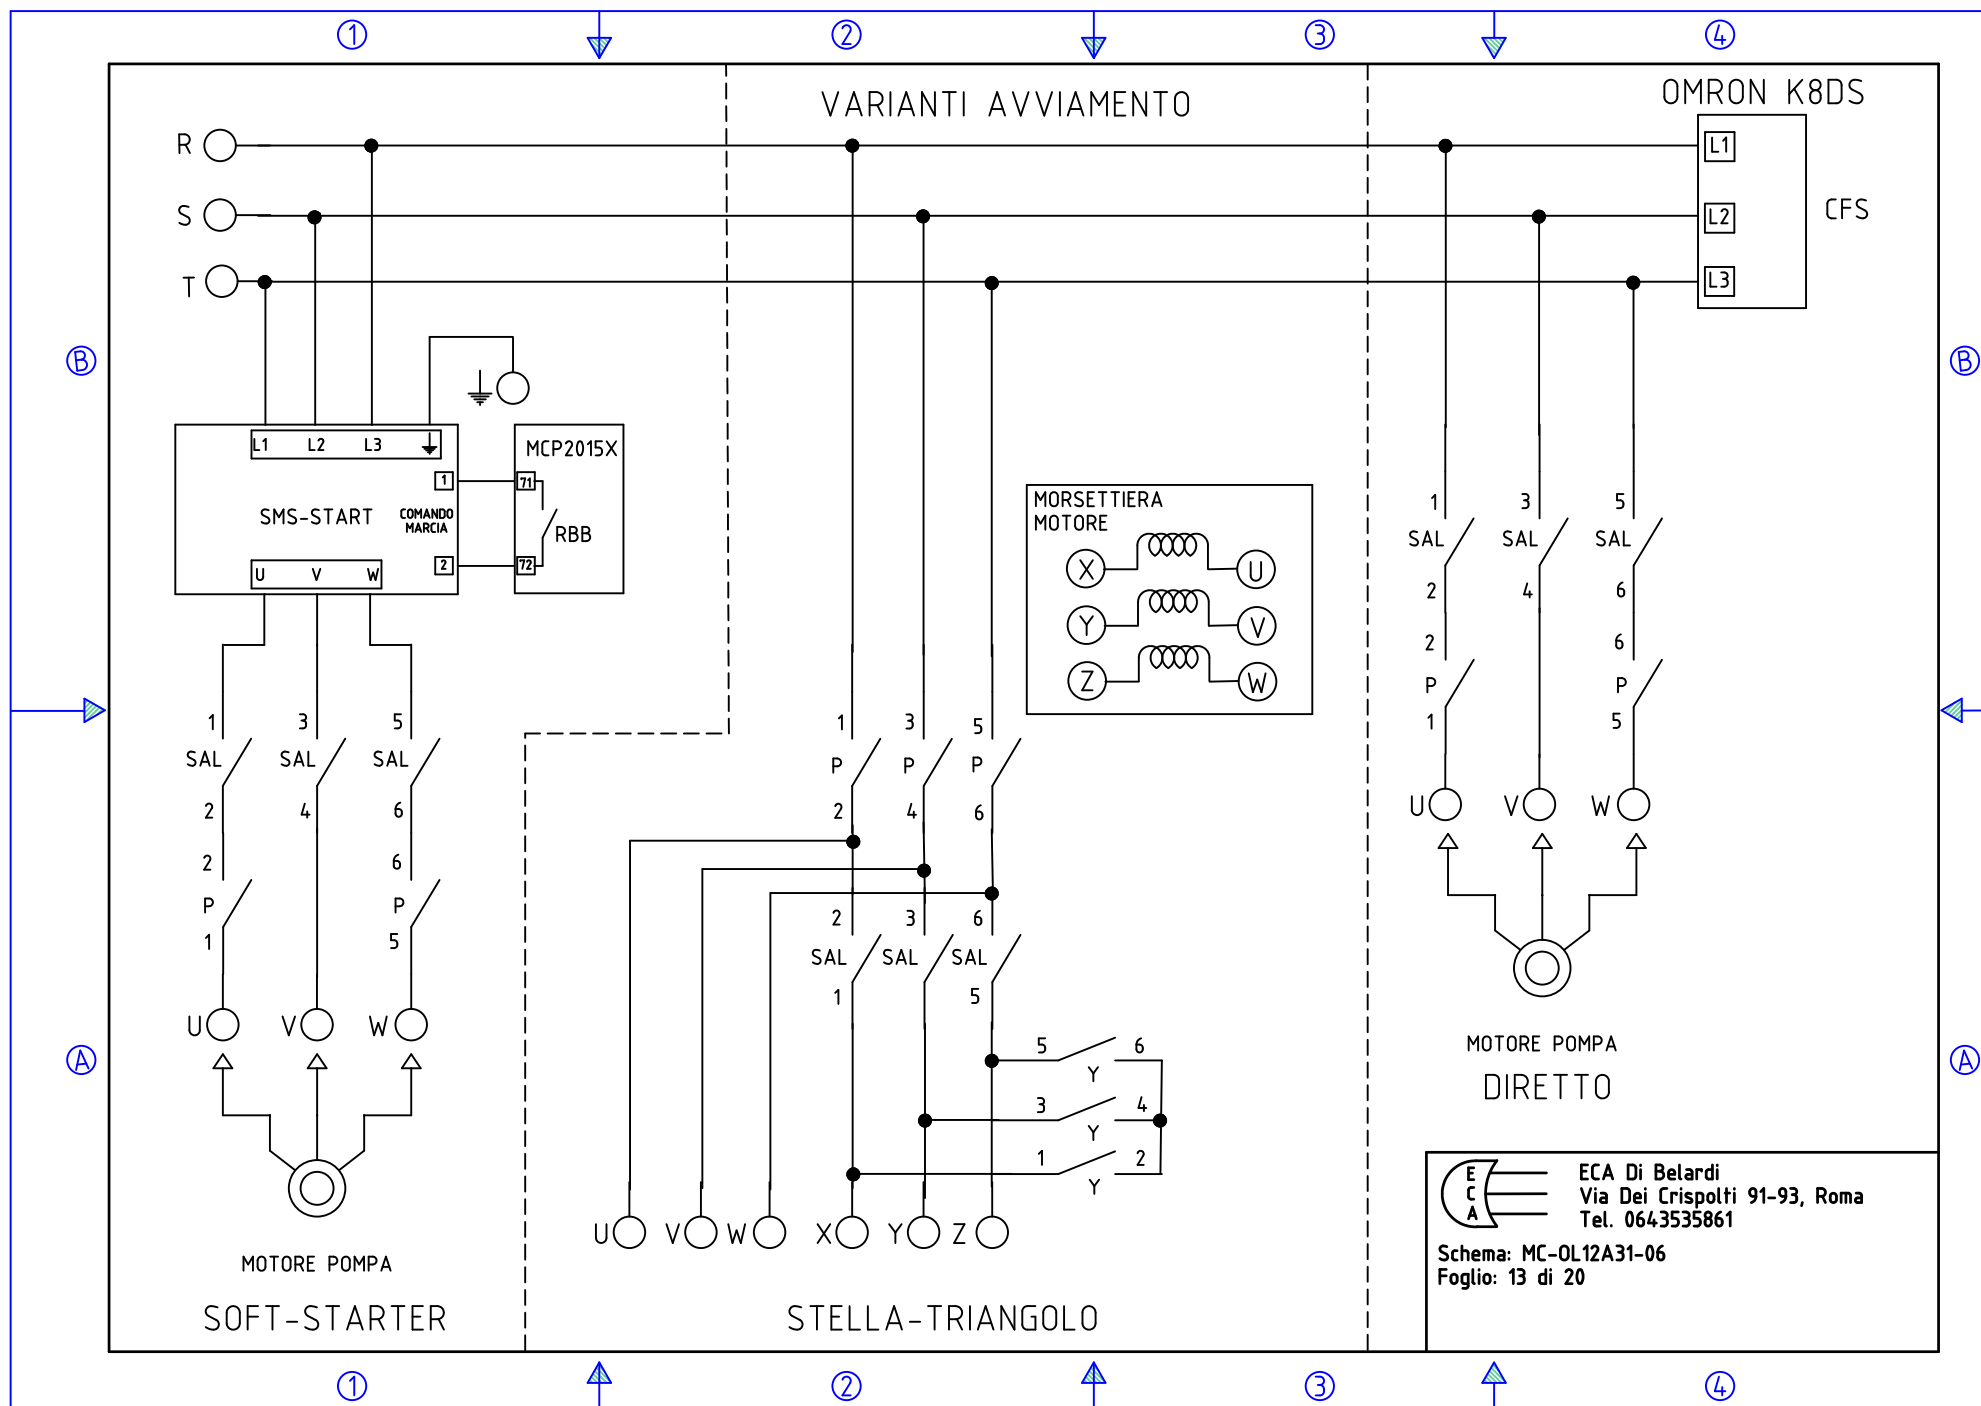 1 2 3 4
VARIANTI AVVIAMENTO
OMRON K8DS
R
S
T
L1
L2
L3
CFS
B B
L1 L2 L3
SMS-START
COMANDO
MARCIA
1
2
U V W
MCP2015X
71
RBB
72
1 3 5
SAL SAL SAL
2 4 6
2 6
P P
1 5
U V W
MOTORE POMPA
SOFT-STARTER
MORSETTIERA
MOTORE
X U
Y V
Z W
1 3 5
P P P
2 4 6
2 3 6
SAL SAL SAL
1 5
5 6
Y
3 4
Y
1 2
Y
U V W X Y Z
STELLA-TRIANGOLO
1 3 5
SAL SAL SAL
2 4 6
2 6
P P
1 5
U V W
MOTORE POMPA
DIRETTO
A A
E
C
A
ECA Di Belardi
Via Dei Crispolti 91-93, Roma
Tel. 0643535861
Schema: MC-OL12A31-06
Foglio: 13 di 20
1 2 3 4